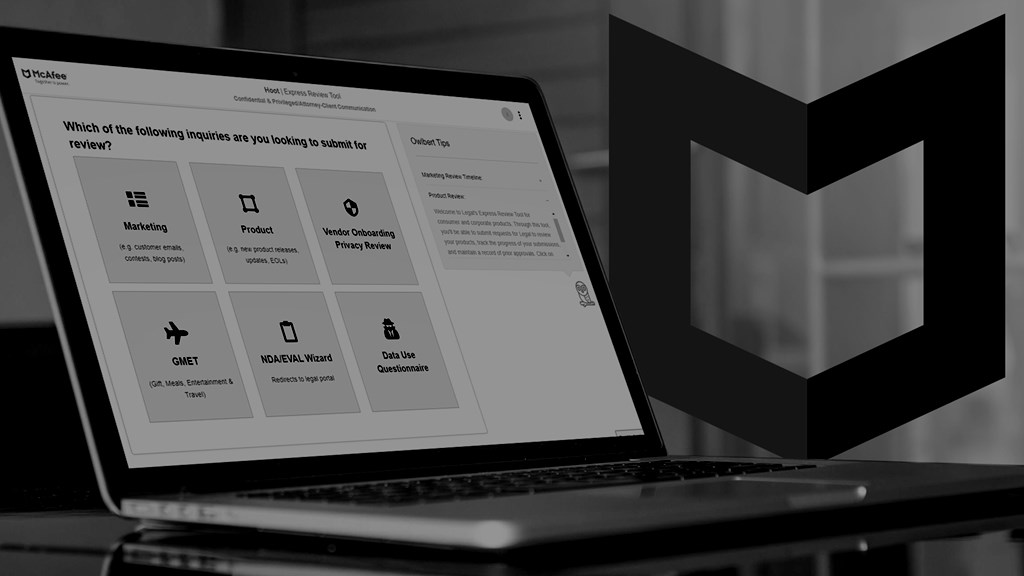 McAfee
Together is power.
Hoot | Express Review Tool
Confidential & Privileged/Attorney-Client Communication
Which of the following inquiries are you looking to submit for
review?
Marketing
(e.g. customer emails,
contests, blog posts)
Product
(e.g. new product releases,
updates, EOLs)
Vendor Onboarding
Privacy Review
GMET
(Gift, Meals, Entertainment &
Travel)
NDA/EVAL Wizard
Redirects to legal portal
Data Use
Questionnaire
Owlbert Tips
Marketing Review Timeline:
Product Review:
Welcome to Legal's Express Review Tool for
consumer and corporate products. Through this tool,
you'll be able to submit requests for Legal to review
your products, track the progress of your submissions,
and maintain a record of prior approvals. Click on